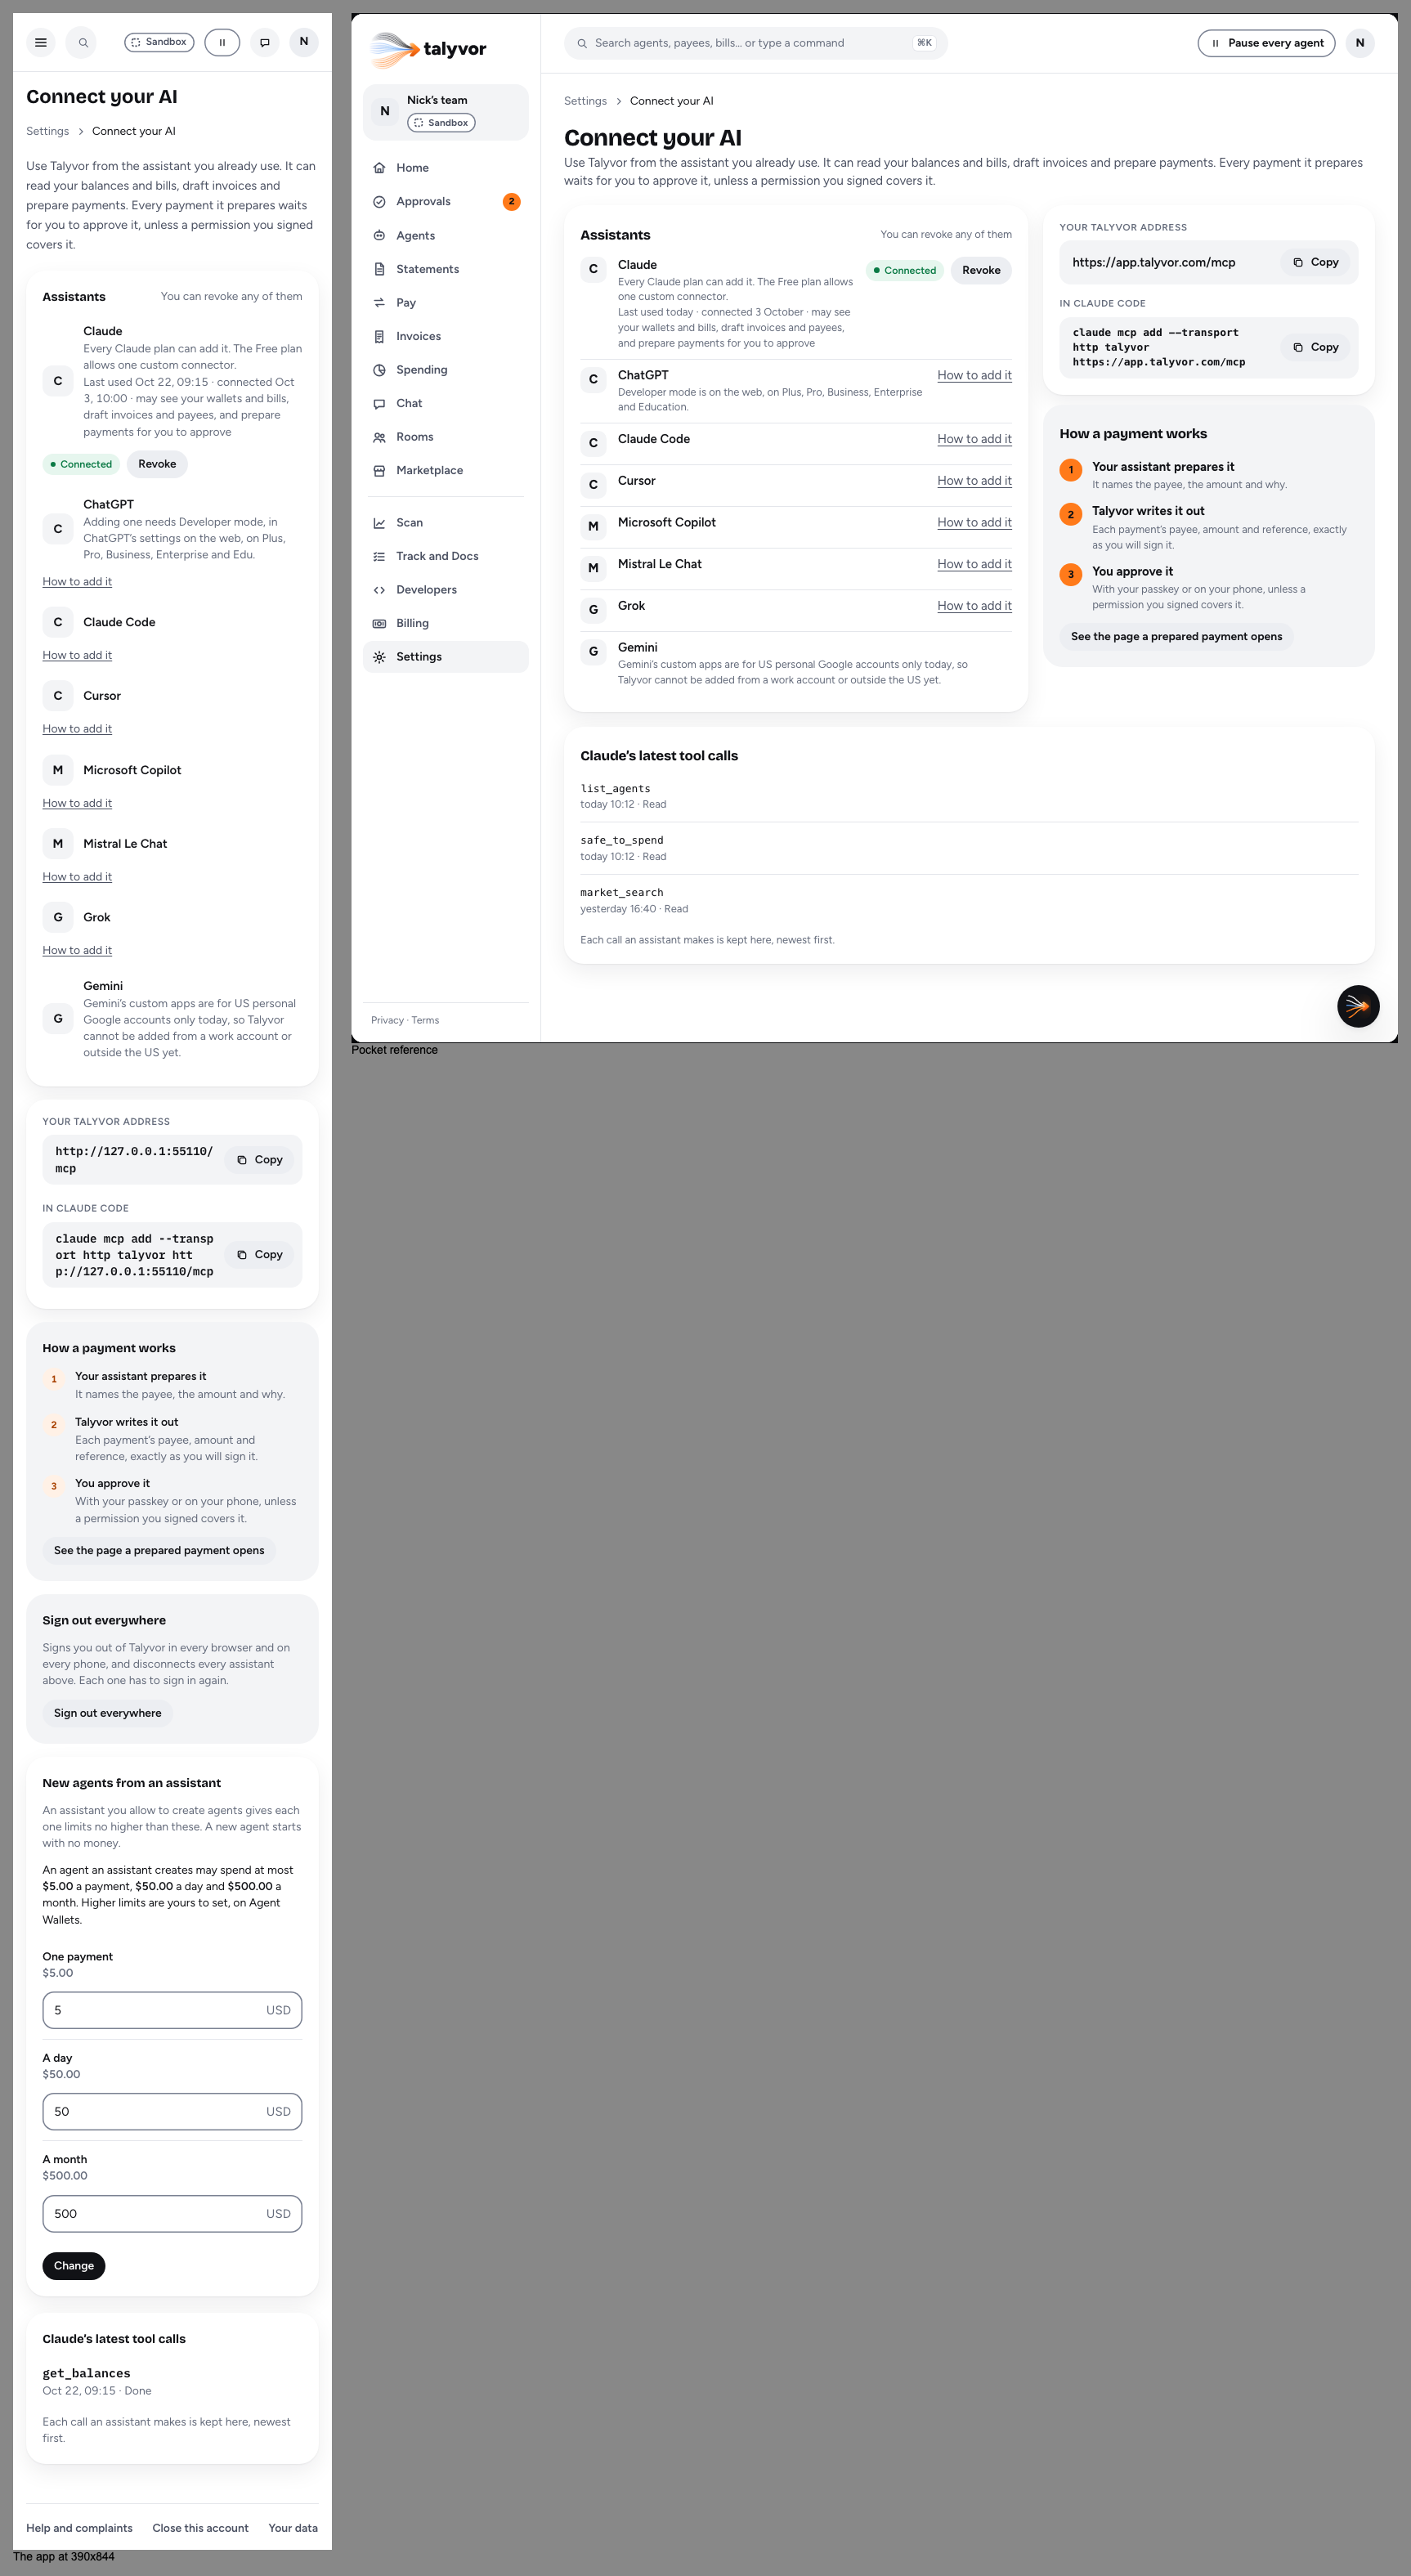 Sandbox
N
Connect your AI
Settings > Connect your AI
Use Talyvor from the assistant you already use. It can
read your balances and bills, draft invoices and
prepare payments. Every payment it prepares waits
for you to approve it, unless a permission you signed
covers it.
Assistants
You can revoke any of them
C
Claude
Every Claude plan can add it. The Free plan
allows one custom connector.
Last used Oct 22, 09:15 · connected Oct
3, 10:00 · may see your wallets and bills,
draft invoices and payees, and prepare
payments for you to approve
Connected
Revoke
C
ChatGPT
Adding one needs Developer mode, in
ChatGPT’s settings on the web, on Plus,
Pro, Business, Enterprise and Edu.
How to add it
C
Claude Code
How to add it
C
Cursor
How to add it
M
Microsoft Copilot
How to add it
M
Mistral Le Chat
How to add it
G
Grok
How to add it
G
Gemini
Gemini’s custom apps are for US personal
Google accounts only today, so Talyvor
cannot be added from a work account or
outside the US yet.
YOUR TALYVOR ADDRESS
http://127.0.0.1:55110/
mcp
Copy
IN CLAUDE CODE
claude mcp add --transp
ort http talyvor htt
p://127.0.0.1:55110/mcp
Copy
How a payment works
1
Your assistant prepares it
It names the payee, the amount and why.
2
Talyvor writes it out
Each payment’s payee, amount and
reference, exactly as you will sign it.
3
You approve it
With your passkey or on your phone, unless
a permission you signed covers it.
See the page a prepared payment opens
Sign out everywhere
Signs you out of Talyvor in every browser and on
every phone, and disconnects every assistant
above. Each one has to sign in again.
Sign out everywhere
New agents from an assistant
An assistant you allow to create agents gives each
one limits no higher than these. A new agent starts
with no money.
An agent an assistant creates may spend at most
$5.00 a payment, $50.00 a day and $500.00 a
month. Higher limits are yours to set, on Agent
Wallets.
One payment
$5.00
5 USD
A day
$50.00
50 USD
A month
$500.00
500 USD
Change
Claude’s latest tool calls
get_balances
Oct 22, 09:15 · Done
Each call an assistant makes is kept here, newest
first.
Help and complaints Close this account Your data
The app at 390x844
talyvor
N
Nick’s team
Sandbox
Home
Approvals 2
Agents
Statements
Pay
Invoices
Spending
Chat
Rooms
Marketplace
Scan
Track and Docs
Developers
Billing
Settings
Privacy · Terms
Search agents, payees, bills... or type a command ⌘K
Pause every agent
N
Settings > Connect your AI
Connect your AI
Use Talyvor from the assistant you already use. It can read your balances and bills, draft invoices and prepare payments. Every payment it prepares
waits for you to approve it, unless a permission you signed covers it.
Assistants
You can revoke any of them
C
Claude
Every Claude plan can add it. The Free plan allows
one custom connector.
Last used today · connected 3 October · may see
your wallets and bills, draft invoices and payees,
and prepare payments for you to approve
Connected
Revoke
C
ChatGPT
Developer mode is on the web, on Plus, Pro, Business, Enterprise
and Education.
How to add it
C
Claude Code
How to add it
C
Cursor
How to add it
M
Microsoft Copilot
How to add it
M
Mistral Le Chat
How to add it
G
Grok
How to add it
G
Gemini
Gemini’s custom apps are for US personal Google accounts only today, so
Talyvor cannot be added from a work account or outside the US yet.
YOUR TALYVOR ADDRESS
https://app.talyvor.com/mcp
Copy
IN CLAUDE CODE
claude mcp add --transport
http talyvor
https://app.talyvor.com/mcp
Copy
How a payment works
1
Your assistant prepares it
It names the payee, the amount and why.
2
Talyvor writes it out
Each payment’s payee, amount and reference, exactly
as you will sign it.
3
You approve it
With your passkey or on your phone, unless a
permission you signed covers it.
See the page a prepared payment opens
Claude’s latest tool calls
list_agents
today 10:12 · Read
safe_to_spend
today 10:12 · Read
market_search
yesterday 16:40 · Read
Each call an assistant makes is kept here, newest first.
Pocket reference